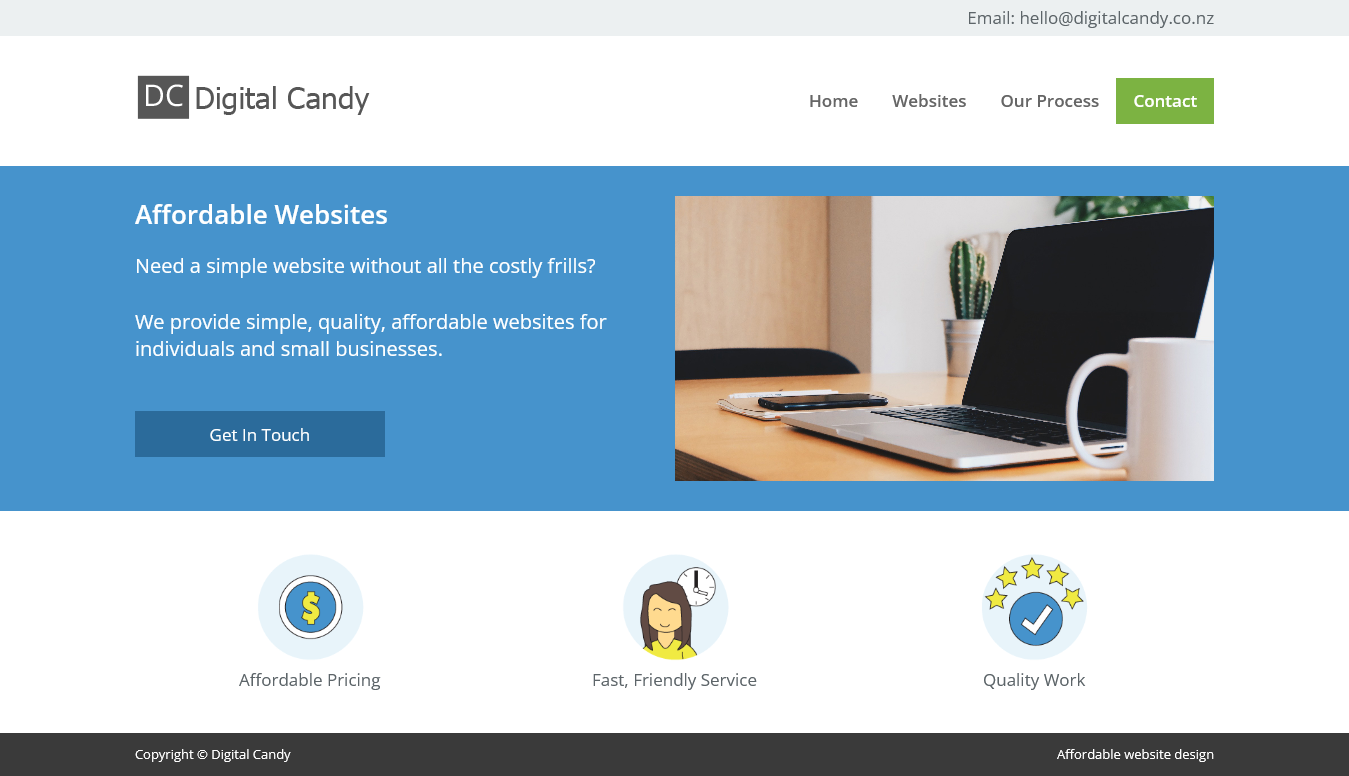 Email: hello@digitalcandy.co.nz
DC Digital Candy
Home Websites Our Process Contact
Affordable Websites
Need a simple website without all the costly frills?
We provide simple, quality, affordable websites for
individuals and small businesses.
Get In Touch
$
Affordable Pricing
Fast, Friendly Service
Quality Work
Copyright © Digital Candy
Affordable website design